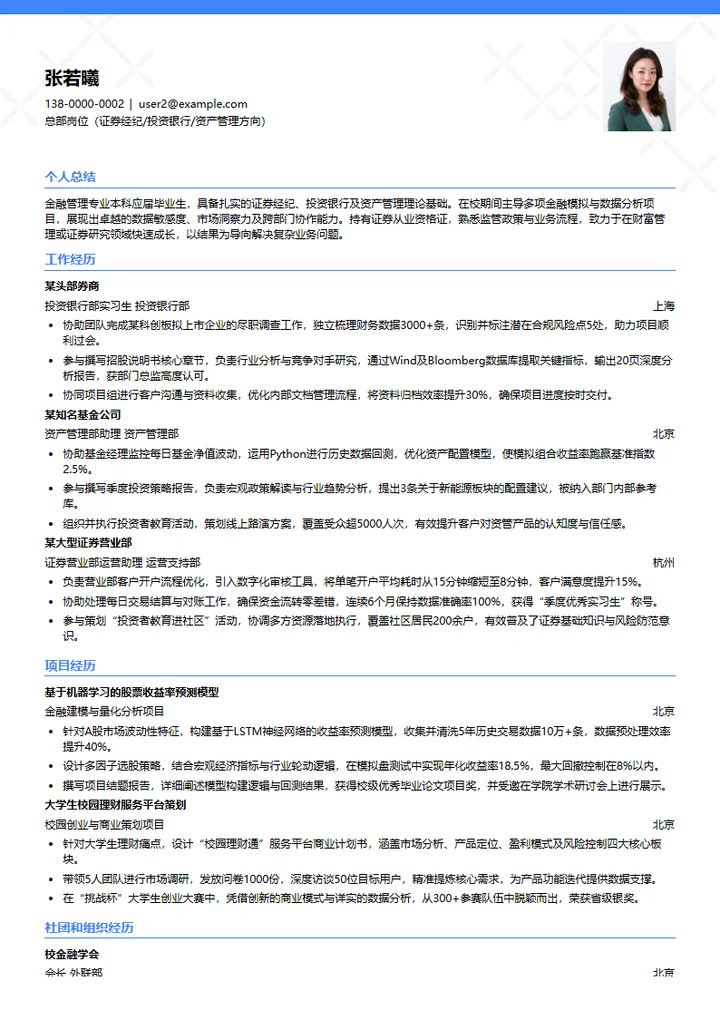 张若曦
138-0000-0002 | user2@example.com
总部岗位（证券经纪/投资银行/资产管理方向）
个人总结
金融管理专业本科应届毕业生，具备扎实的证券经纪、投资银行及资产管理理论基础。在校期间主导多项金融模拟与数据分析项
目，展现出卓越的数据敏感度、市场洞察力及跨部门协作能力。持有证券从业资格证，熟悉监管政策与业务流程，致力于在财富管
理或证券研究领域快速成长，以结果为导向解决复杂业务问题。
工作经历
某头部券商
投资银行部实习生 投资银行部 上海
• 协助团队完成某科创板拟上市企业的尽职调查工作，独立梳理财务数据3000+条，识别并标注潜在合规风险点5处，助力项目顺
利过会。
• 参与撰写招股说明书核心章节，负责行业分析与竞争对手研究，通过Wind及Bloomberg数据库提取关键指标，输出20页深度分
析报告，获部门总监高度认可。
• 协同项目组进行客户沟通与资料收集，优化内部文档管理流程，将资料归档效率提升30%，确保项目进度按时交付。
某知名基金公司
资产管理部助理 资产管理部 北京
• 协助基金经理监控每日基金净值波动，运用Python进行历史数据回测，优化资产配置模型，使模拟组合收益率跑赢基准指数
2.5%。
• 参与撰写季度投资策略报告，负责宏观政策解读与行业趋势分析，提出3条关于新能源板块的配置建议，被纳入部门内部参考
库。
• 组织并执行投资者教育活动，策划线上路演方案，覆盖受众超5000人次，有效提升客户对资管产品的认知度与信任感。
某大型证券营业部
证券营业部运营助理 运营支持部 杭州
• 负责营业部客户开户流程优化，引入数字化审核工具，将单笔开户平均耗时从15分钟缩短至8分钟，客户满意度提升15%。
• 协助处理每日交易结算与对账工作，确保资金流转零差错，连续6个月保持数据准确率100%，获得“季度优秀实习生”称号。
• 参与策划“投资者教育进社区”活动，协调多方资源落地执行，覆盖社区居民200余户，有效普及了证券基础知识与风险防范意
识。
项目经历
基于机器学习的股票收益率预测模型
金融建模与量化分析项目 北京
• 针对A股市场波动性特征，构建基于LSTM神经网络的收益率预测模型，收集并清洗5年历史交易数据10万+条，数据预处理效率
提升40%。
• 设计多因子选股策略，结合宏观经济指标与行业轮动逻辑，在模拟盘测试中实现年化收益率18.5%，最大回撤控制在8%以内。
• 撰写项目结题报告，详细阐述模型构建逻辑与回测结果，获得校级优秀毕业论文项目奖，并受邀在学院学术研讨会上进行展示。
大学生校园理财服务平台策划
校园创业与商业策划项目 北京
• 针对大学生理财痛点，设计“校园理财通”服务平台商业计划书，涵盖市场分析、产品定位、盈利模式及风险控制四大核心板
块。
• 带领5人团队进行市场调研，发放问卷1000份，深度访谈50位目标用户，精准提炼核心需求，为产品功能迭代提供数据支撑。
• 在“挑战杯”大学生创业大赛中，凭借创新的商业模式与详实的数据分析，从300+参赛队伍中脱颖而出，荣获省级银奖。
社团和组织经历
校金融学会
会长 外联部 北京